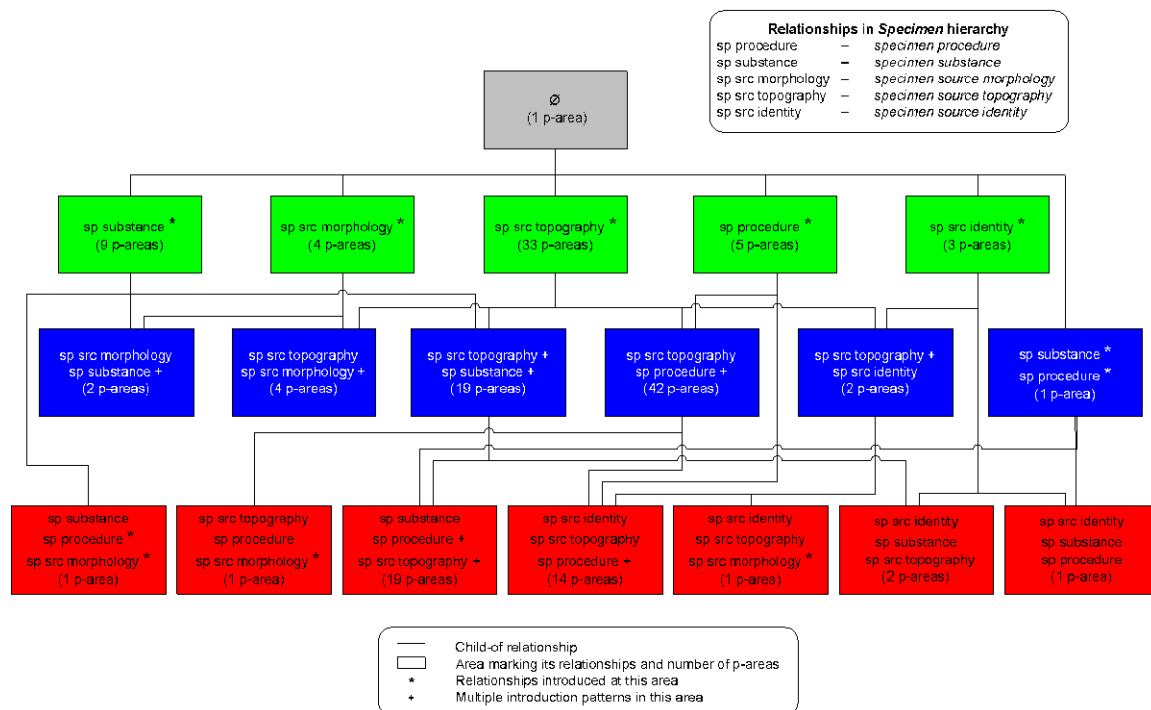 Relationships in Specimen hierarchy
sp procedure – specimen procedure
sp substance – specimen substance
sp src morphology – specimen source morphology
sp src topography – specimen source topography
sp src identity – specimen source identity
∅
(1 p-area)
sp substance *
(9 p-areas)
sp src morphology *
(4 p-areas)
sp src topography *
(33 p-areas)
sp procedure *
(5 p-areas)
sp src identity *
(3 p-areas)
sp src morphology
sp substance +
(2 p-areas)
sp src topography
sp src morphology +
(4 p-areas)
sp src topography +
sp substance +
(19 p-areas)
sp src topography
sp procedure +
(42 p-areas)
sp src topography +
sp src identity
(2 p-areas)
sp substance *
sp procedure *
(1 p-area)
sp substance
sp procedure *
sp src morphology *
(1 p-area)
sp src topography
sp procedure
sp src morphology *
(1 p-area)
sp substance
sp procedure +
sp src topography +
(19 p-areas)
sp src identity
sp src topography
sp procedure +
(14 p-areas)
sp src identity
sp src topography
sp src morphology *
(1 p-area)
sp src identity
sp substance
sp src topography
(2 p-areas)
sp src identity
sp substance
sp procedure
(1 p-area)
Child-of relationship
Area marking its relationships and number of p-areas
* Relationships introduced at this area
+ Multiple introduction patterns in this area